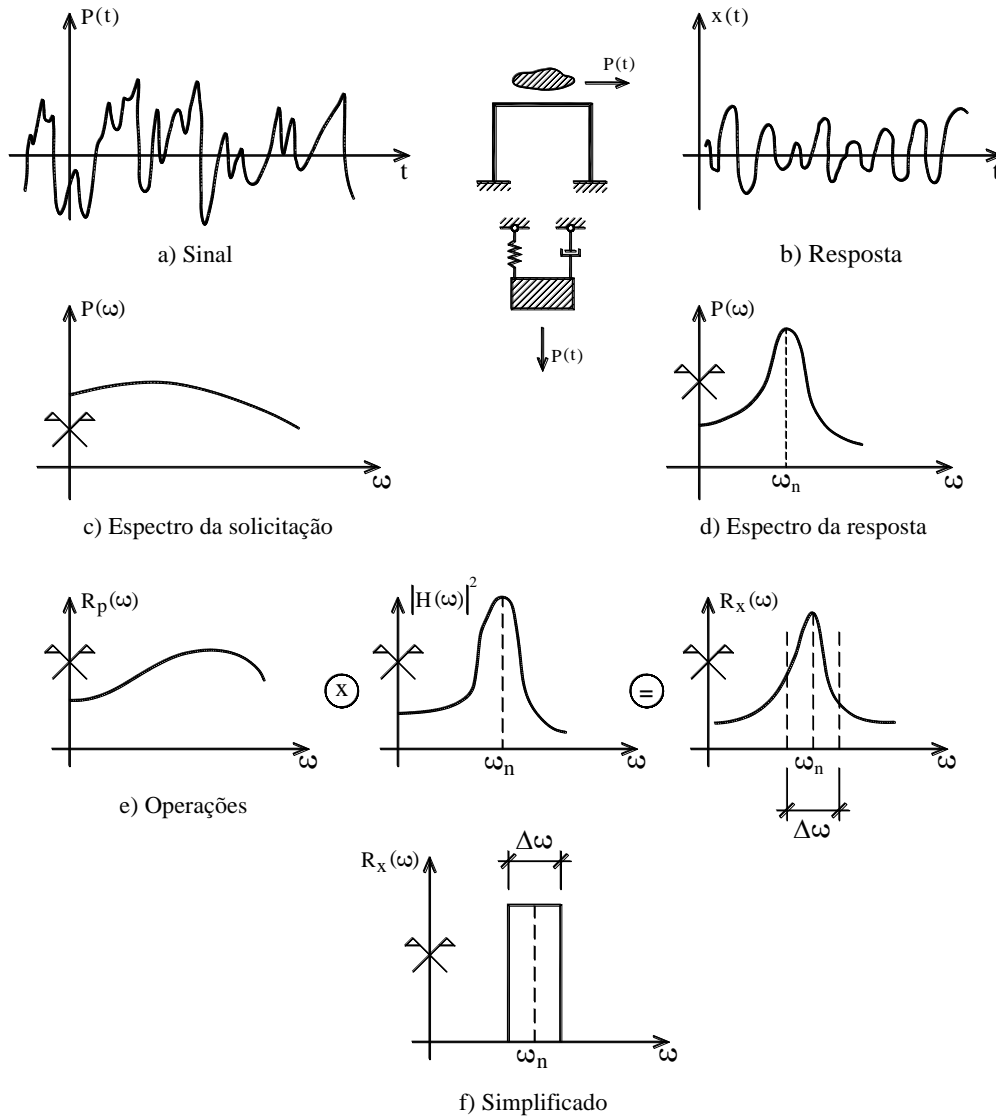 P(t)
t
P(t)
x(t)
t
a) Sinal
b) Resposta
P(t)
P(ω)
ω
c) Espectro da solicitação
P(ω)
ω
ωn
d) Espectro da resposta
Rp(ω)
ω
e) Operações
x
|H(ω)|²
ω
ωn
=
Rx(ω)
ω
ωn
Δω
Rx(ω)
Δω
ω
ωn
f) Simplificado